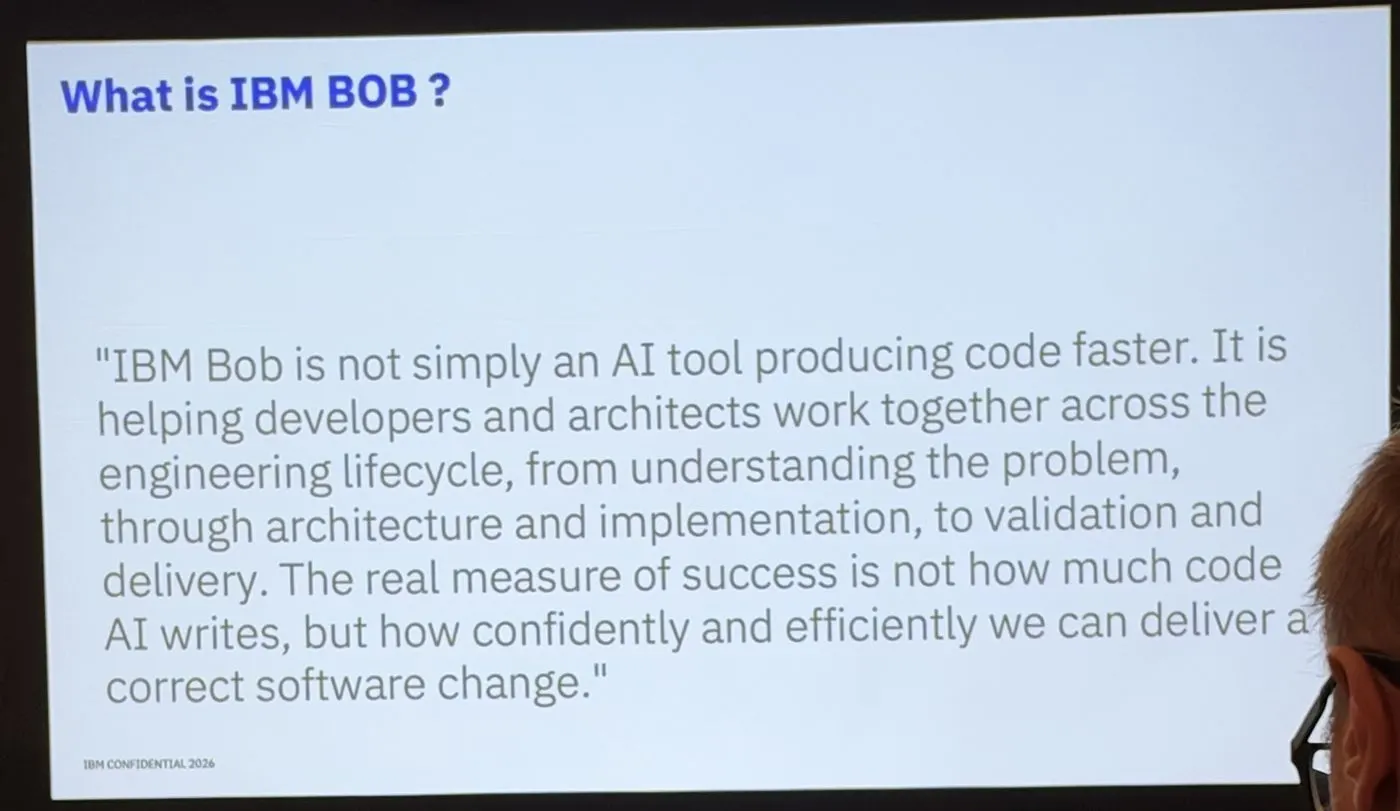 What is IBM BOB ?
"IBM Bob is not simply an AI tool producing code faster. It is
helping developers and architects work together across the
engineering lifecycle, from understanding the problem,
through architecture and implementation, to validation and
delivery. The real measure of success is not how much code
AI writes, but how confidently and efficiently we can deliver a
correct software change."
IBM CONFIDENTIAL 2026